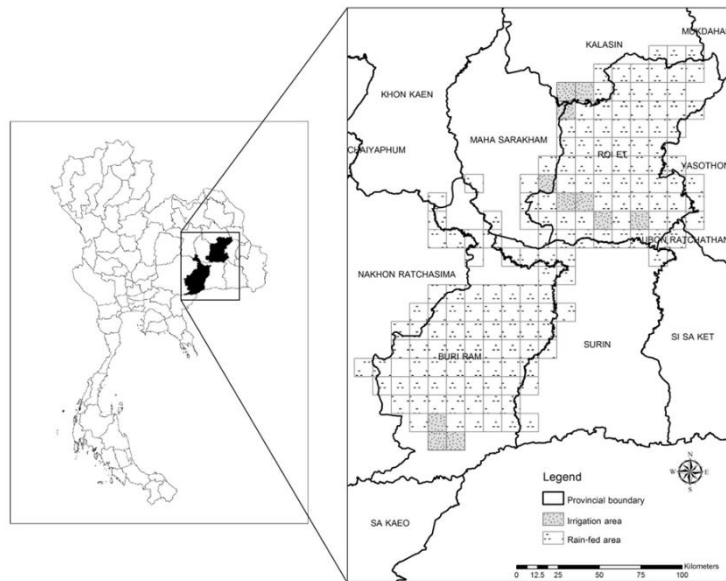 MUKDAHAN
KALASIN
KHON KAEN
MAHA SARAKHAM
CHAIYAPHUM
ROI ET
YASOTHON
UBON RATCHATHANI
NAKHON RATCHASIMA
BURI RAM
SURIN
SI SA KET
N
W E
S
Legend
Provincial boundary
Irrigation area
Rain-fed area
SA KAEO
Kilometers
0 12.5 25 50 75 100